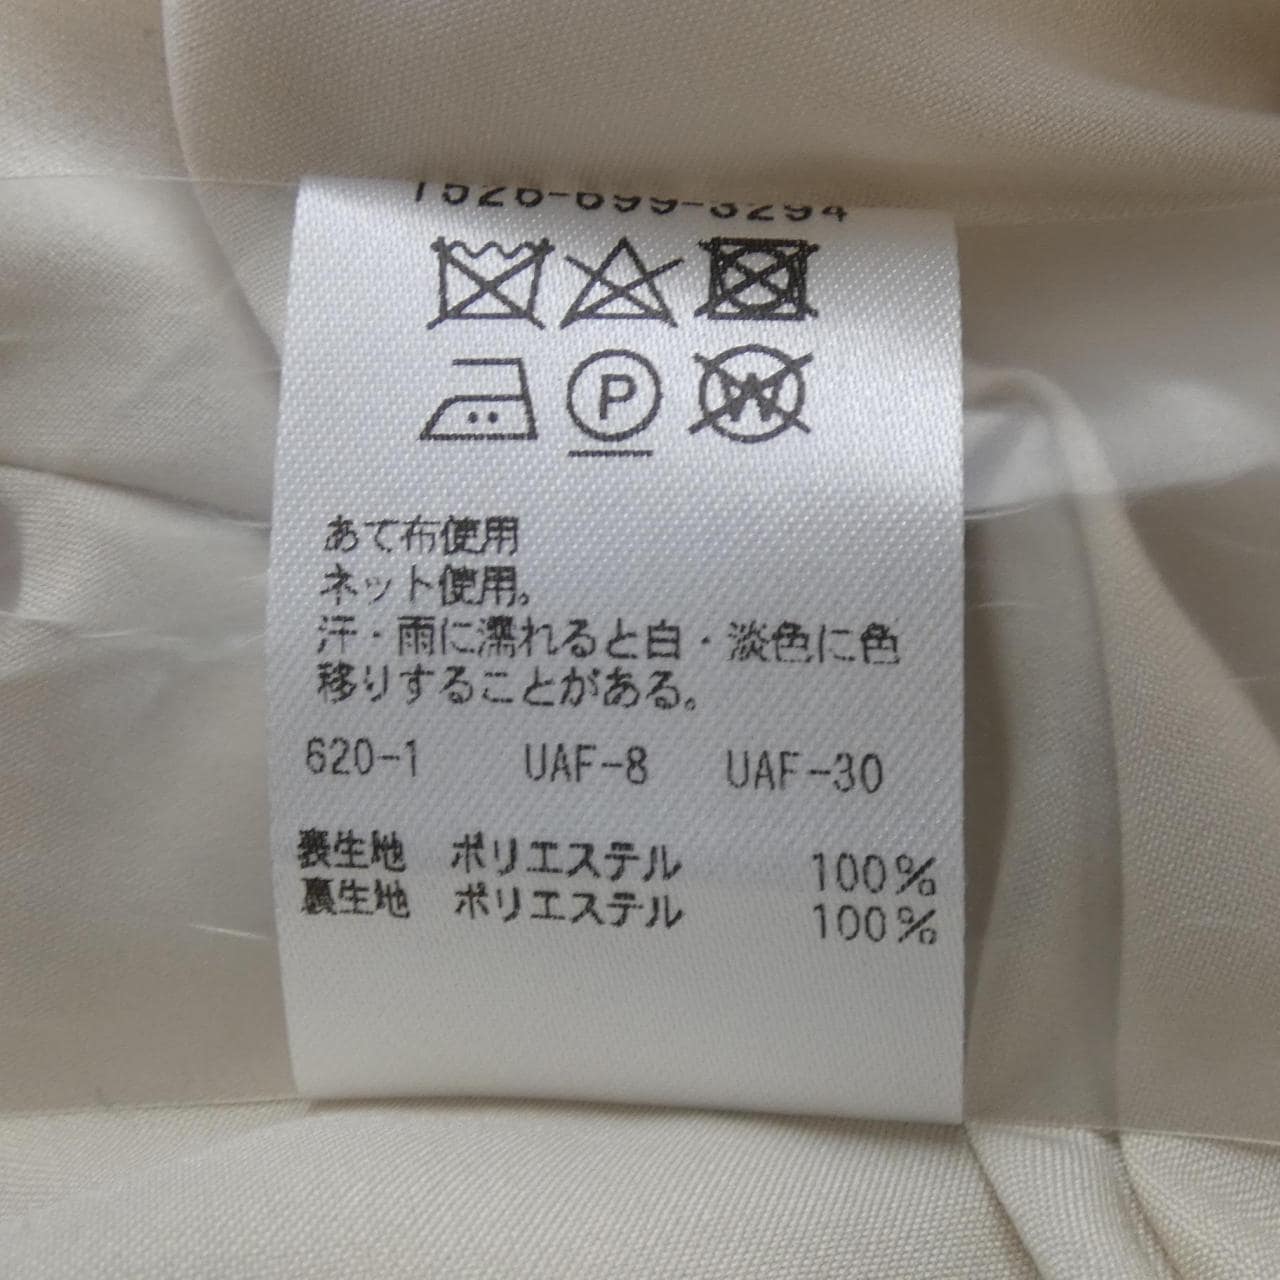 1526-699-3294
P
W
あて布使用
ネット使用。
汗・雨に濡れると白・淡色に色
移りすることがある。
620-1 UAF-8 UAF-30
表生地 ポリエステル 100%
裏生地 ポリエステル 100%